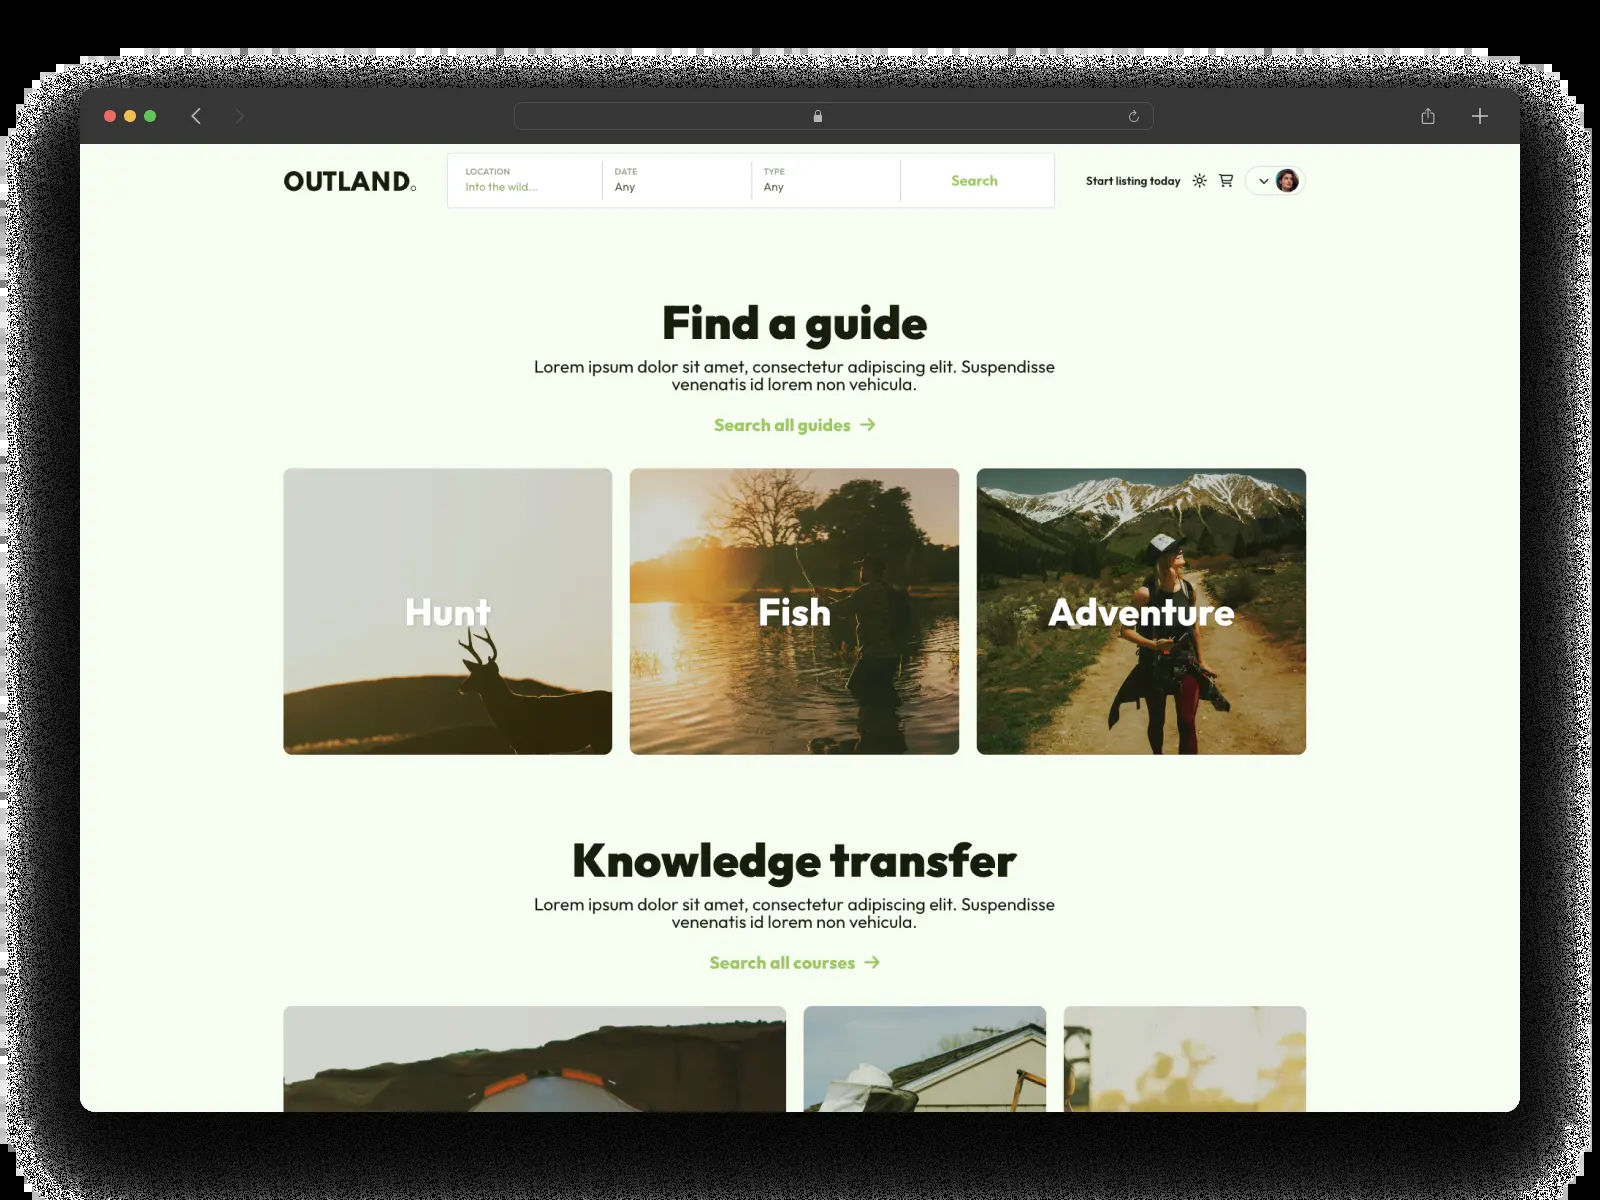 OUTLAND
LOCATION
Into the wild...
DATE
Any
TYPE
Any
Search
Start listing today
Find a guide
Lorem ipsum dolor sit amet, consectetur adipiscing elit. Suspendisse
venenatis id lorem non vehicula.
Search all guides →
Hunt
Fish
Adventure
Knowledge transfer
Lorem ipsum dolor sit amet, consectetur adipiscing elit. Suspendisse
venenatis id lorem non vehicula.
Search all courses →